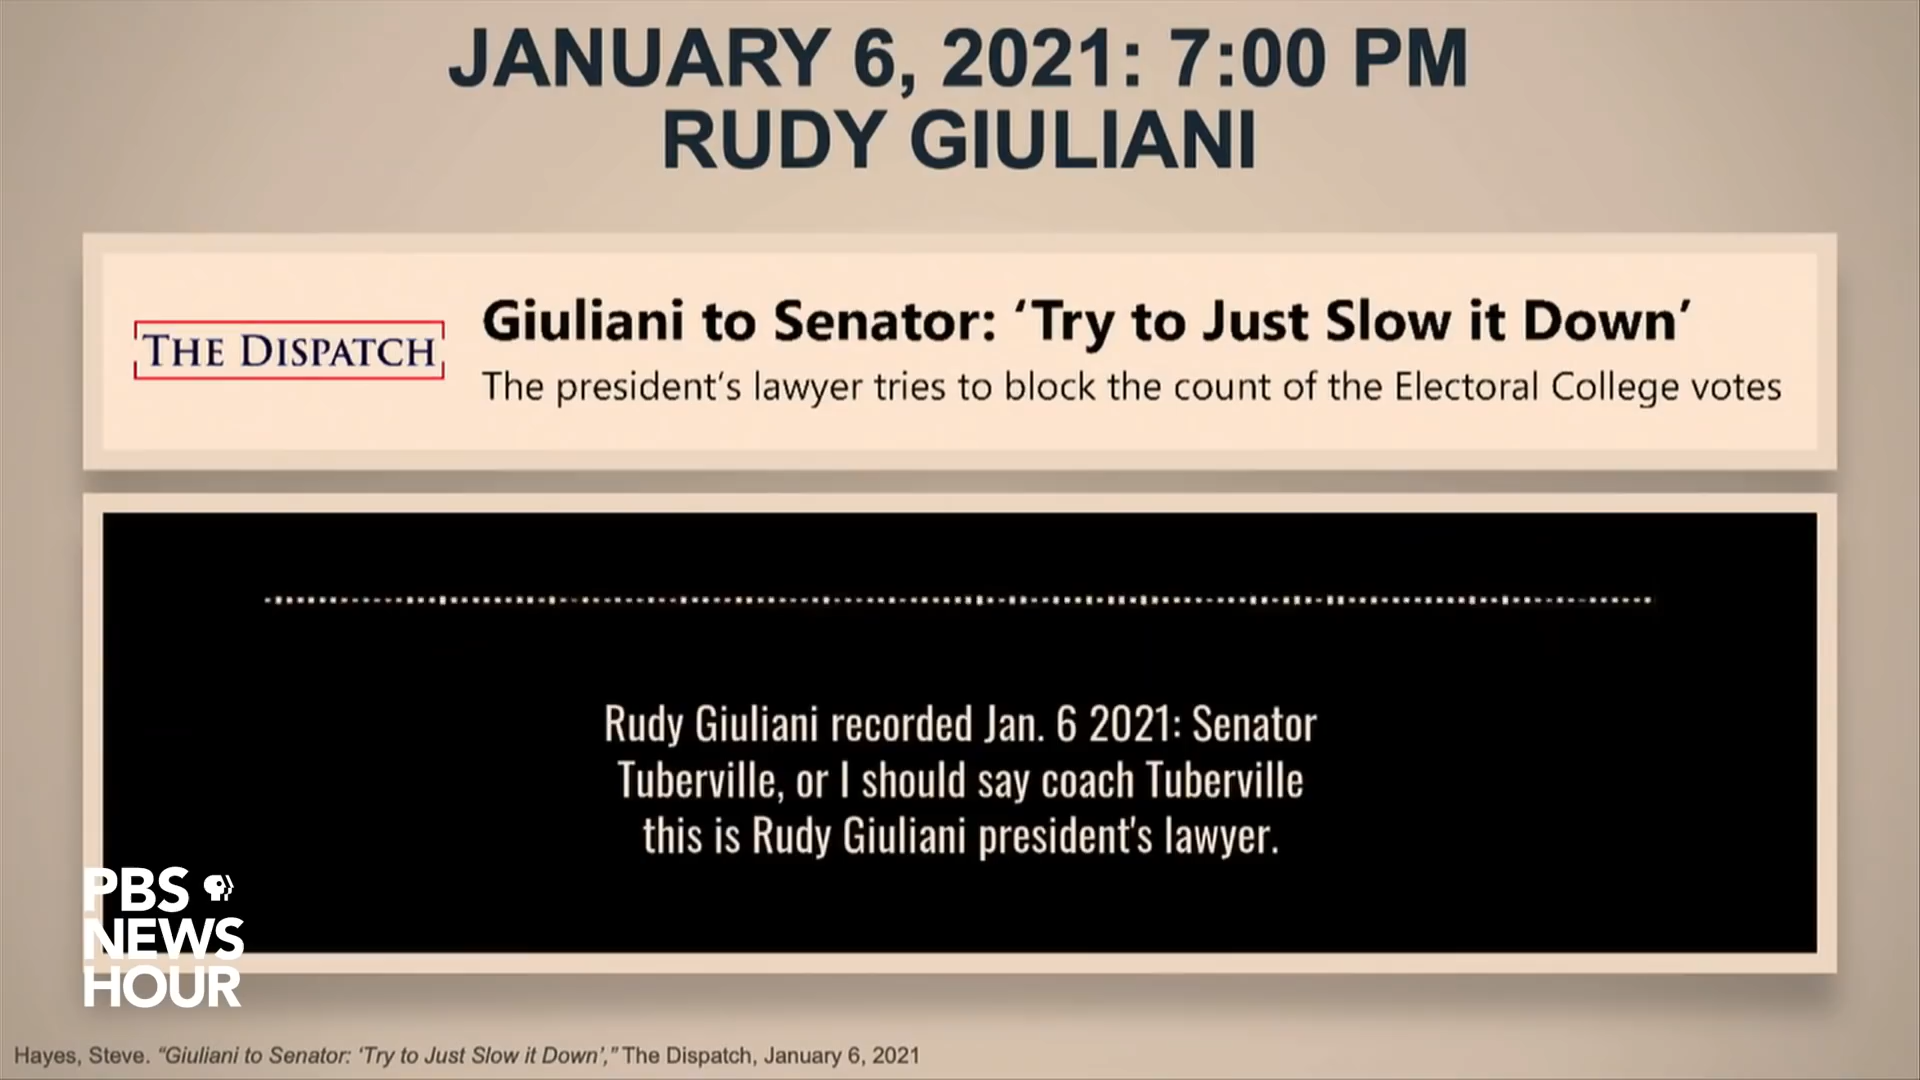 JANUARY 6, 2021: 7:00 PM
RUDY GIULIANI
THE DISPATCH
Giuliani to Senator: ‘Try to Just Slow it Down’
The president’s lawyer tries to block the count of the Electoral College votes
Rudy Giuliani recorded Jan. 6 2021: Senator
Tuberville, or I should say coach Tuberville
this is Rudy Giuliani president's lawyer.
PBS
NEWS
HOUR
Hayes, Steve. “Giuliani to Senator: ‘Try to Just Slow it Down’,” The Dispatch, January 6, 2021